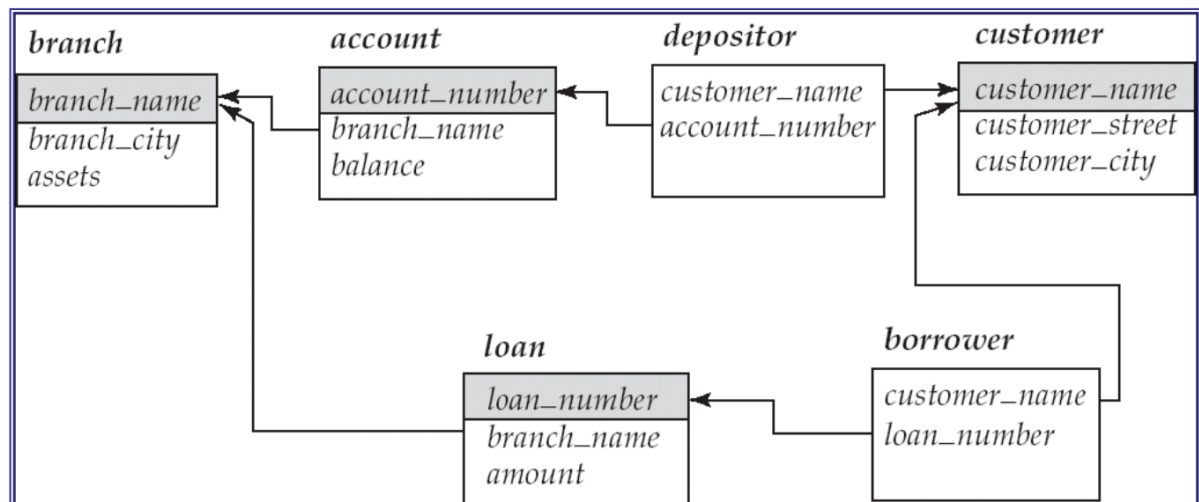 branch
branch_name
branch_city
assets
account
account_number
branch_name
balance
depositor
customer_name
account_number
customer
customer_name
customer_street
customer_city
loan
loan_number
branch_name
amount
borrower
customer_name
loan_number